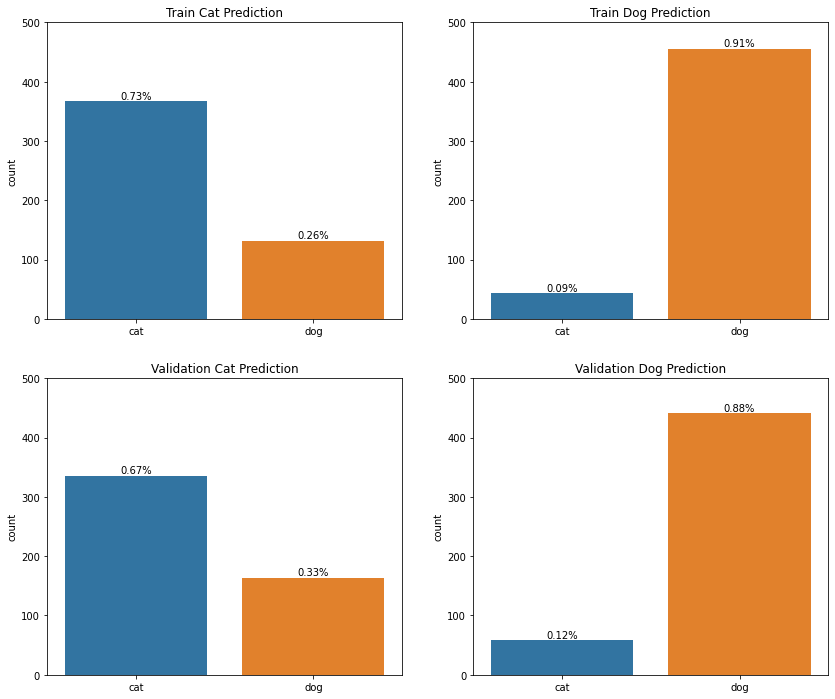 Train Cat Prediction
500
400
300
200
100
0
count
0.73%
0.26%
cat
dog
Train Dog Prediction
500
400
300
200
100
0
count
0.09%
0.91%
cat
dog
Validation Cat Prediction
500
400
300
200
100
0
count
0.67%
0.33%
cat
dog
Validation Dog Prediction
500
400
300
200
100
0
count
0.12%
0.88%
cat
dog